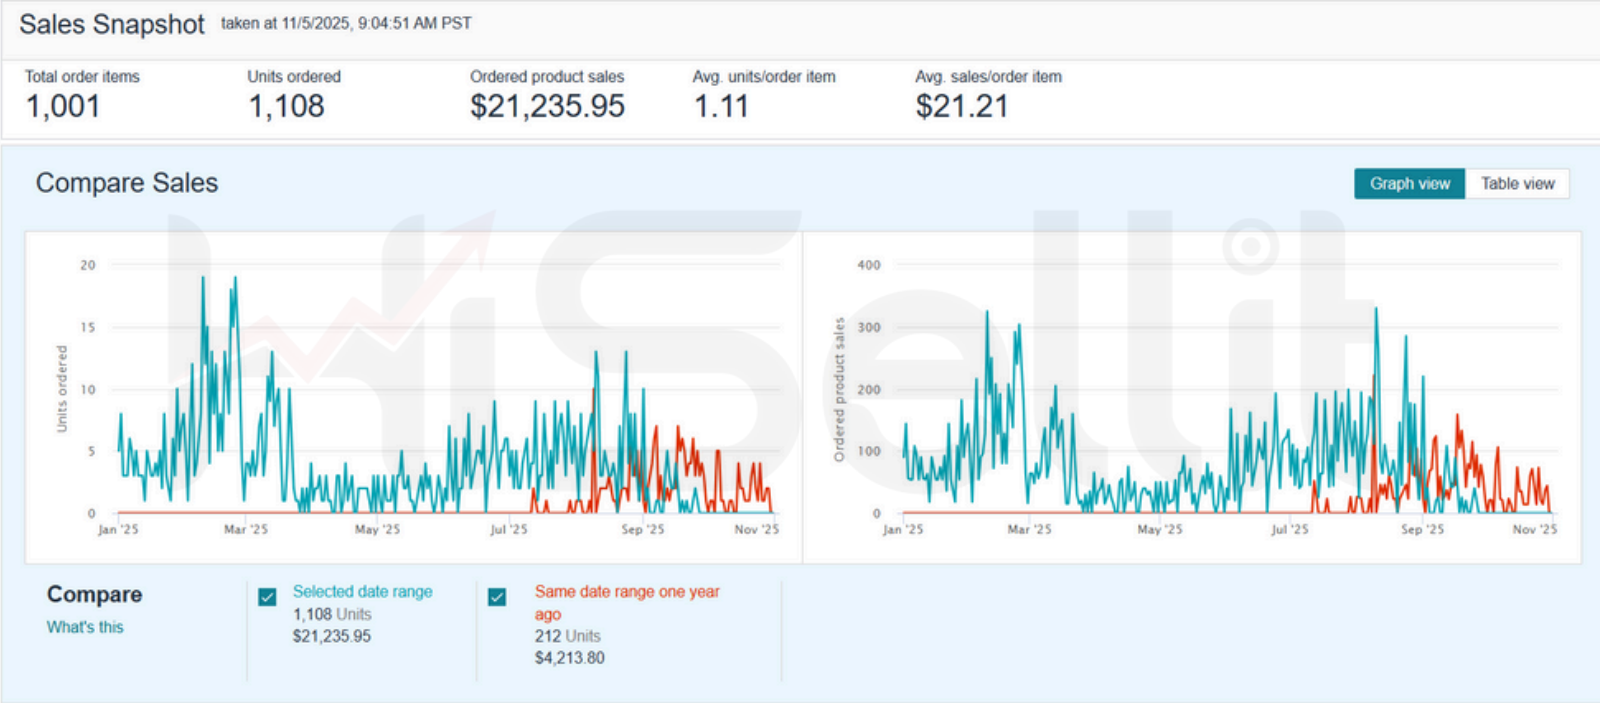 Sales Snapshot taken at 11/5/2025, 9:04:51 AM PST
Total order items Units ordered Ordered product sales Avg. units/order item Avg. sales/order item
1,001 1,108 $21,235.95 1.11 $21.21
Compare Sales
Graph view Table view
Units ordered
20
15
10
5
0
Jan '25 Mar '25 May '25 Jul '25 Sep '25 Nov '25
Ordered product sales
400
300
200
100
0
Jan '25 Mar '25 May '25 Jul '25 Sep '25 Nov '25
HiSellit
Compare
What's this
Selected date range
1,108 Units
$21,235.95
Same date range one year
ago
212 Units
$4,213.80